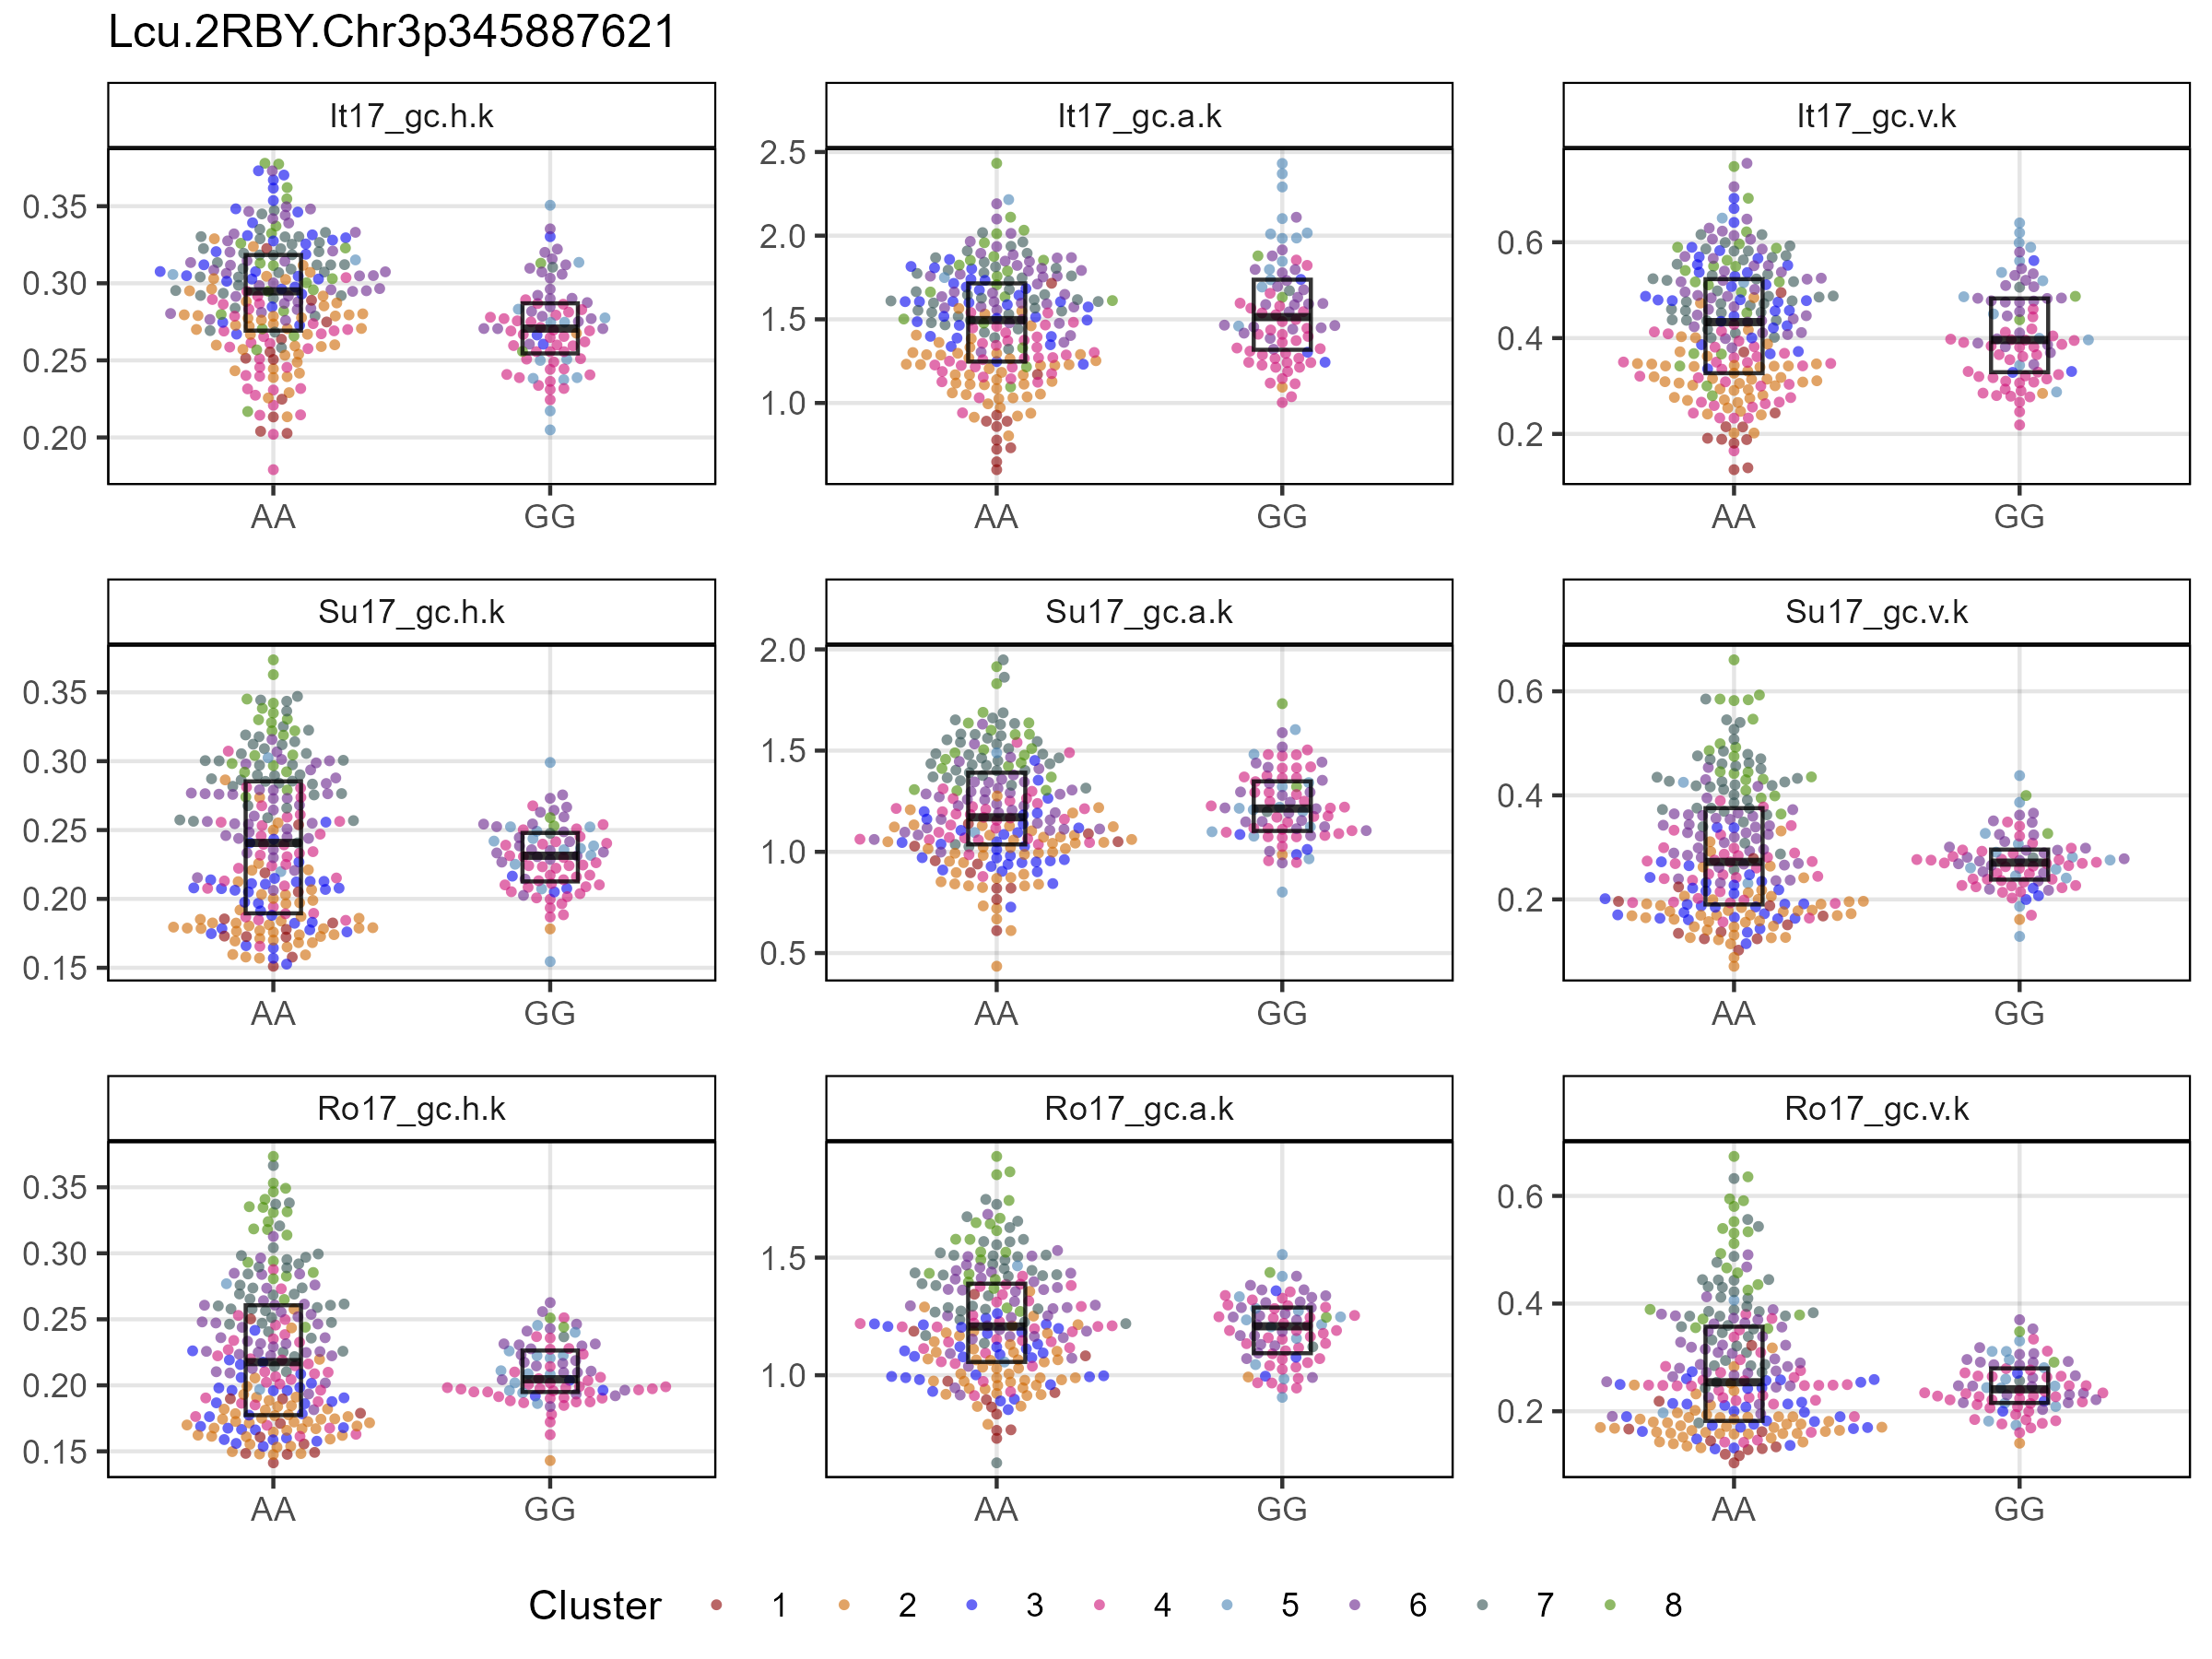 Lcu.2RBY.Chr3p345887621
It17_gc.h.k
It17_gc.a.k
It17_gc.v.k
0.35
0.30
0.25
0.20
AA
GG
2.5
2.0
1.5
1.0
AA
GG
0.6
0.4
0.2
AA
GG
Su17_gc.h.k
Su17_gc.a.k
Su17_gc.v.k
0.35
0.30
0.25
0.20
0.15
AA
GG
2.0
1.5
1.0
0.5
AA
GG
0.6
0.4
0.2
AA
GG
Ro17_gc.h.k
Ro17_gc.a.k
Ro17_gc.v.k
0.35
0.30
0.25
0.20
0.15
AA
GG
1.5
1.0
AA
GG
0.6
0.4
0.2
AA
GG
Cluster 1 2 3 4 5 6 7 8